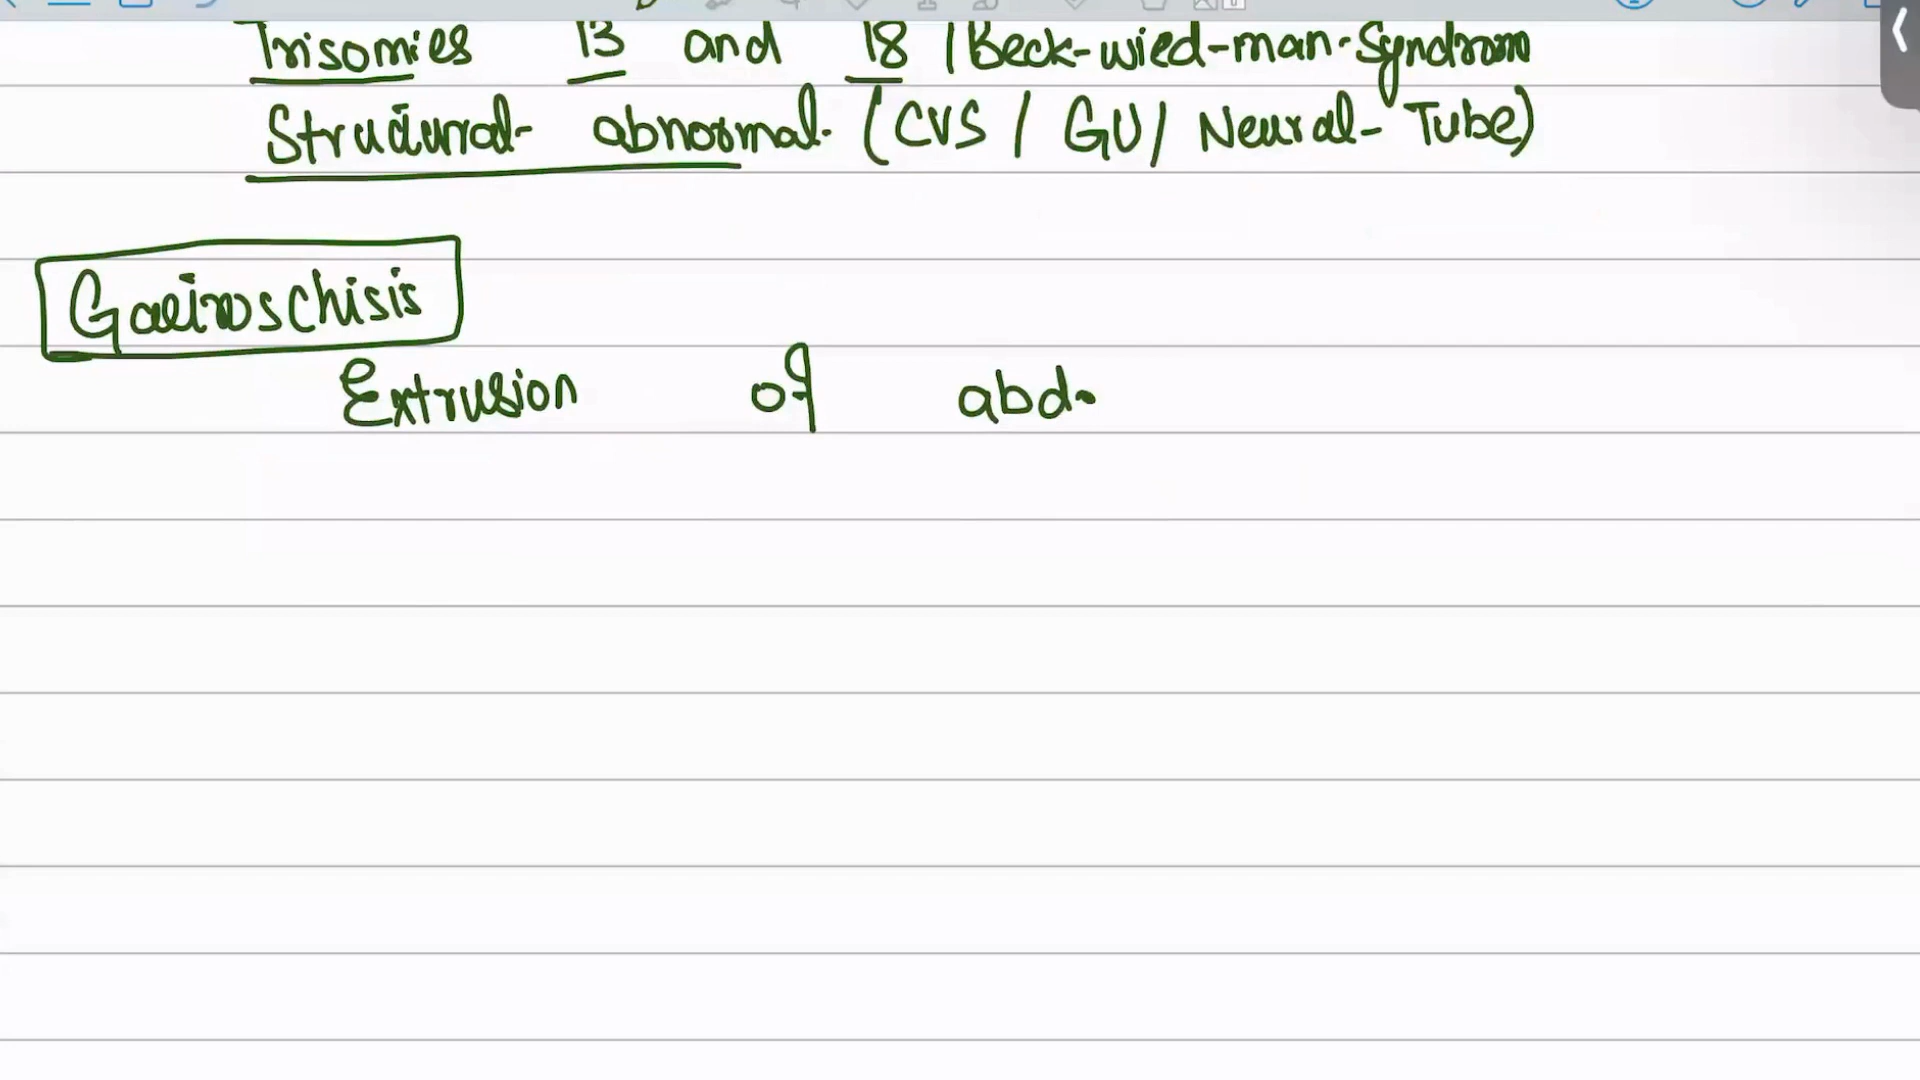 Trisomies 13 and 18 / Beck-wied-man-Syndrom
Structural- abnormal- (CVS / GU / Neural- Tube)
Gastroschisis
Extrusion of abd-